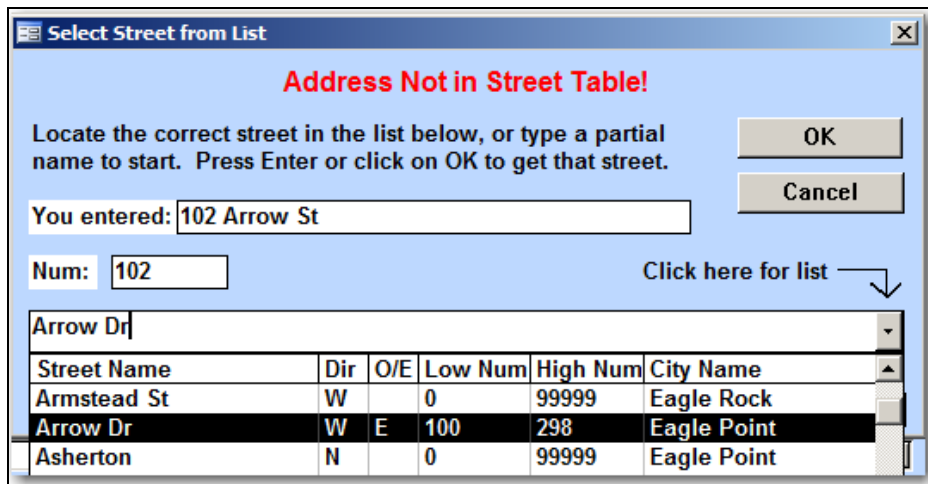 Select Street from List
Address Not in Street Table!
Locate the correct street in the list below, or type a partial
name to start. Press Enter or click on OK to get that street.
OK
Cancel
You entered: 102 Arrow St
Num: 102
Click here for list
Arrow Dr
Street Name Dir O/E Low Num High Num City Name
Armstead St W 0 99999 Eagle Rock
Arrow Dr W E 100 298 Eagle Point
Asherton N 0 99999 Eagle Point